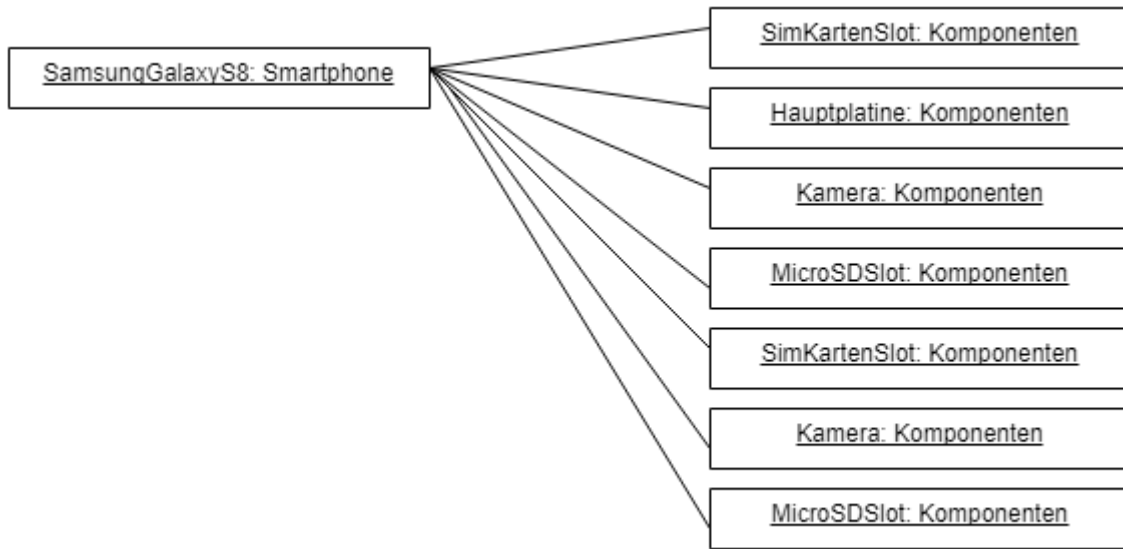 SamsungGalaxyS8: Smartphone
SimKartenSlot: Komponenten
Hauptplatine: Komponenten
Kamera: Komponenten
MicroSDSlot: Komponenten
SimKartenSlot: Komponenten
Kamera: Komponenten
MicroSDSlot: Komponenten